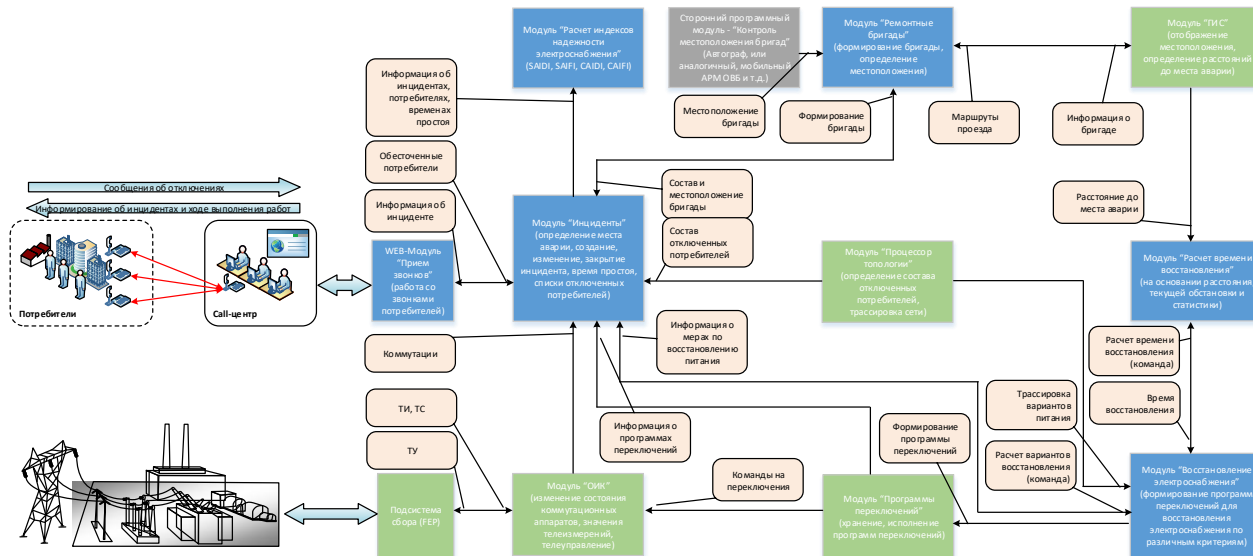 Модуль "Расчет индексов
надежности
электроснабжения"
(SAIDI, SAIFI, CAIDI, CAIFI)
Сторонний программный
модуль - "Контроль
местоположения бригад"
(Автограф, или
аналогичный, мобильный
АРМ ОВБ и т.д.)
Модуль "Ремонтные
бригады"
(формирование бригады,
определение
местоположения)
Модуль "ГИС"
(отображение
местоположения,
определение расстояний
до места аварии)
Информация об
инцидентах,
потребителях,
временах
простоя
Местоположение
бригады
Формирование
бригады
Маршруты
проезда
Информация о
бригаде
Обесточенные
потребители
Информация об
инциденте
Сообщения об отключениях
Информирование об инцидентах и ходе выполнения работ
Потребители
Call-центр
WEB-Модуль
"Прием
звонков"
(работа со
звонками
потребителей)
Модуль "Инциденты"
(определение места
аварии, создание,
изменение, закрытие
инцидента, время простоя,
списки отключенных
потребителей)
Состав и
местоположение
бригады
Состав
отключенных
потребителей
Модуль "Процессор
топологии"
(определение состава
отключенных
потребителей,
трассировка сети)
Расстояние до
места аварии
Модуль "Расчет времени
восстановления"
(на основании расстояния,
текущей обстановки и
статистики)
Коммутации
Информация о
мерах по
восстановлению
питания
Расчет времени
восстановления
(команда)
Время
восстановления
ТИ, ТС
ТУ
Информация о
программах
переключений
Формирование
программы
переключений
Трассировка
вариантов
питания
Расчет вариантов
восстановления
(команда)
Команды на
переключения
Подсистема
сбора (FEP)
Модуль "ОИК"
(изменение состояния
коммутационных
аппаратов, значения
телеизмерений,
телеуправление)
Модуль "Программы
переключений"
(хранение, исполнение
программ переключений)
Модуль "Восстановление
электроснабжения"
(формирование программ
переключений для
восстановления
электроснабжения по
различным критериям)